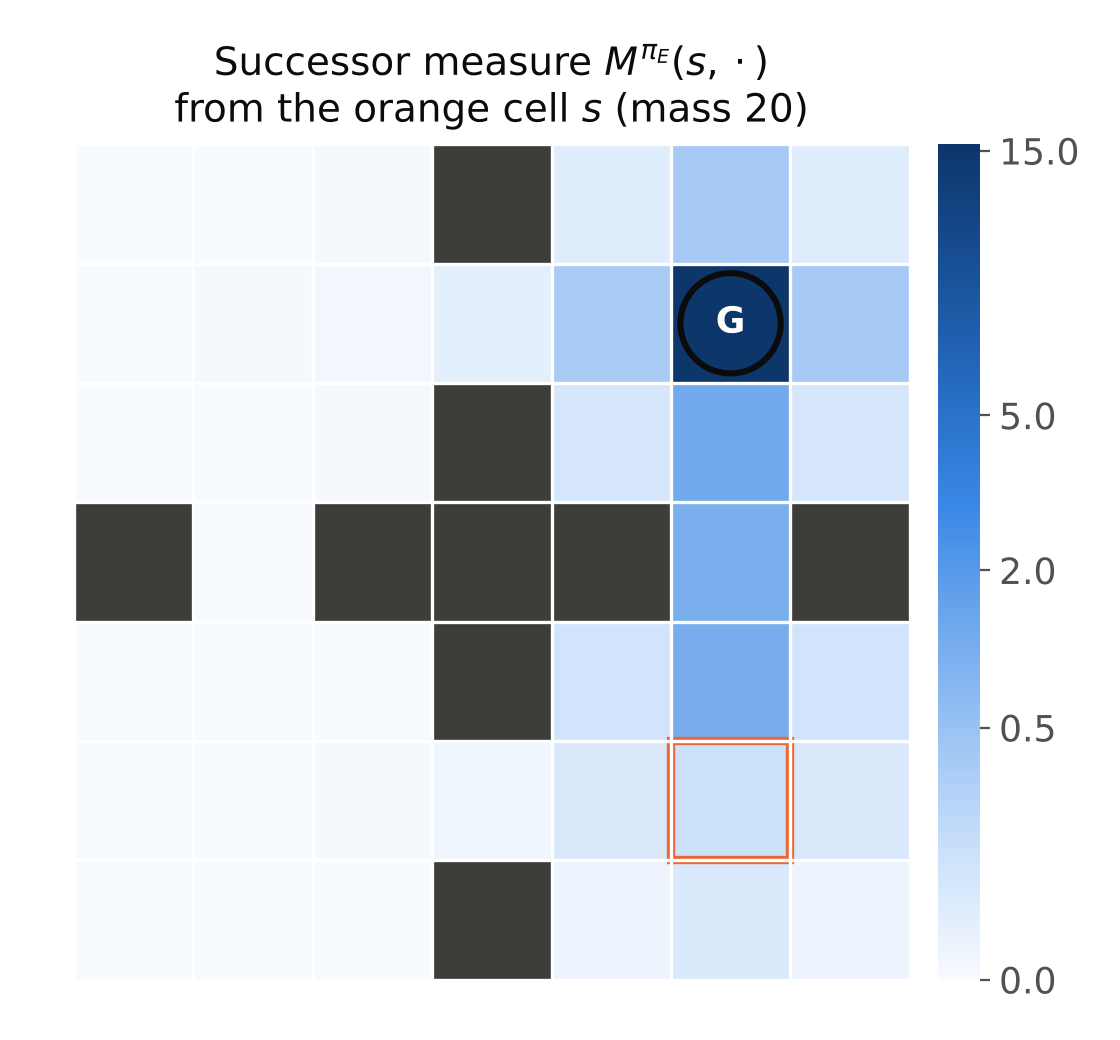 Successor measure $M^{\pi_E}(s, \cdot)$
from the orange cell $s$ (mass 20)
15.0
G
5.0
2.0
0.5
0.0